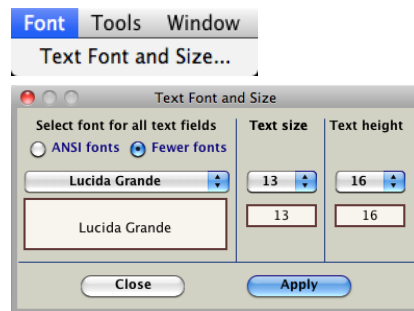 Font Tools Window
Text Font and Size...
Text Font and Size
Select font for all text fields Text size Text height
ANSI fonts Fewer fonts
Lucida Grande 13 16
Lucida Grande 13 16
Close Apply